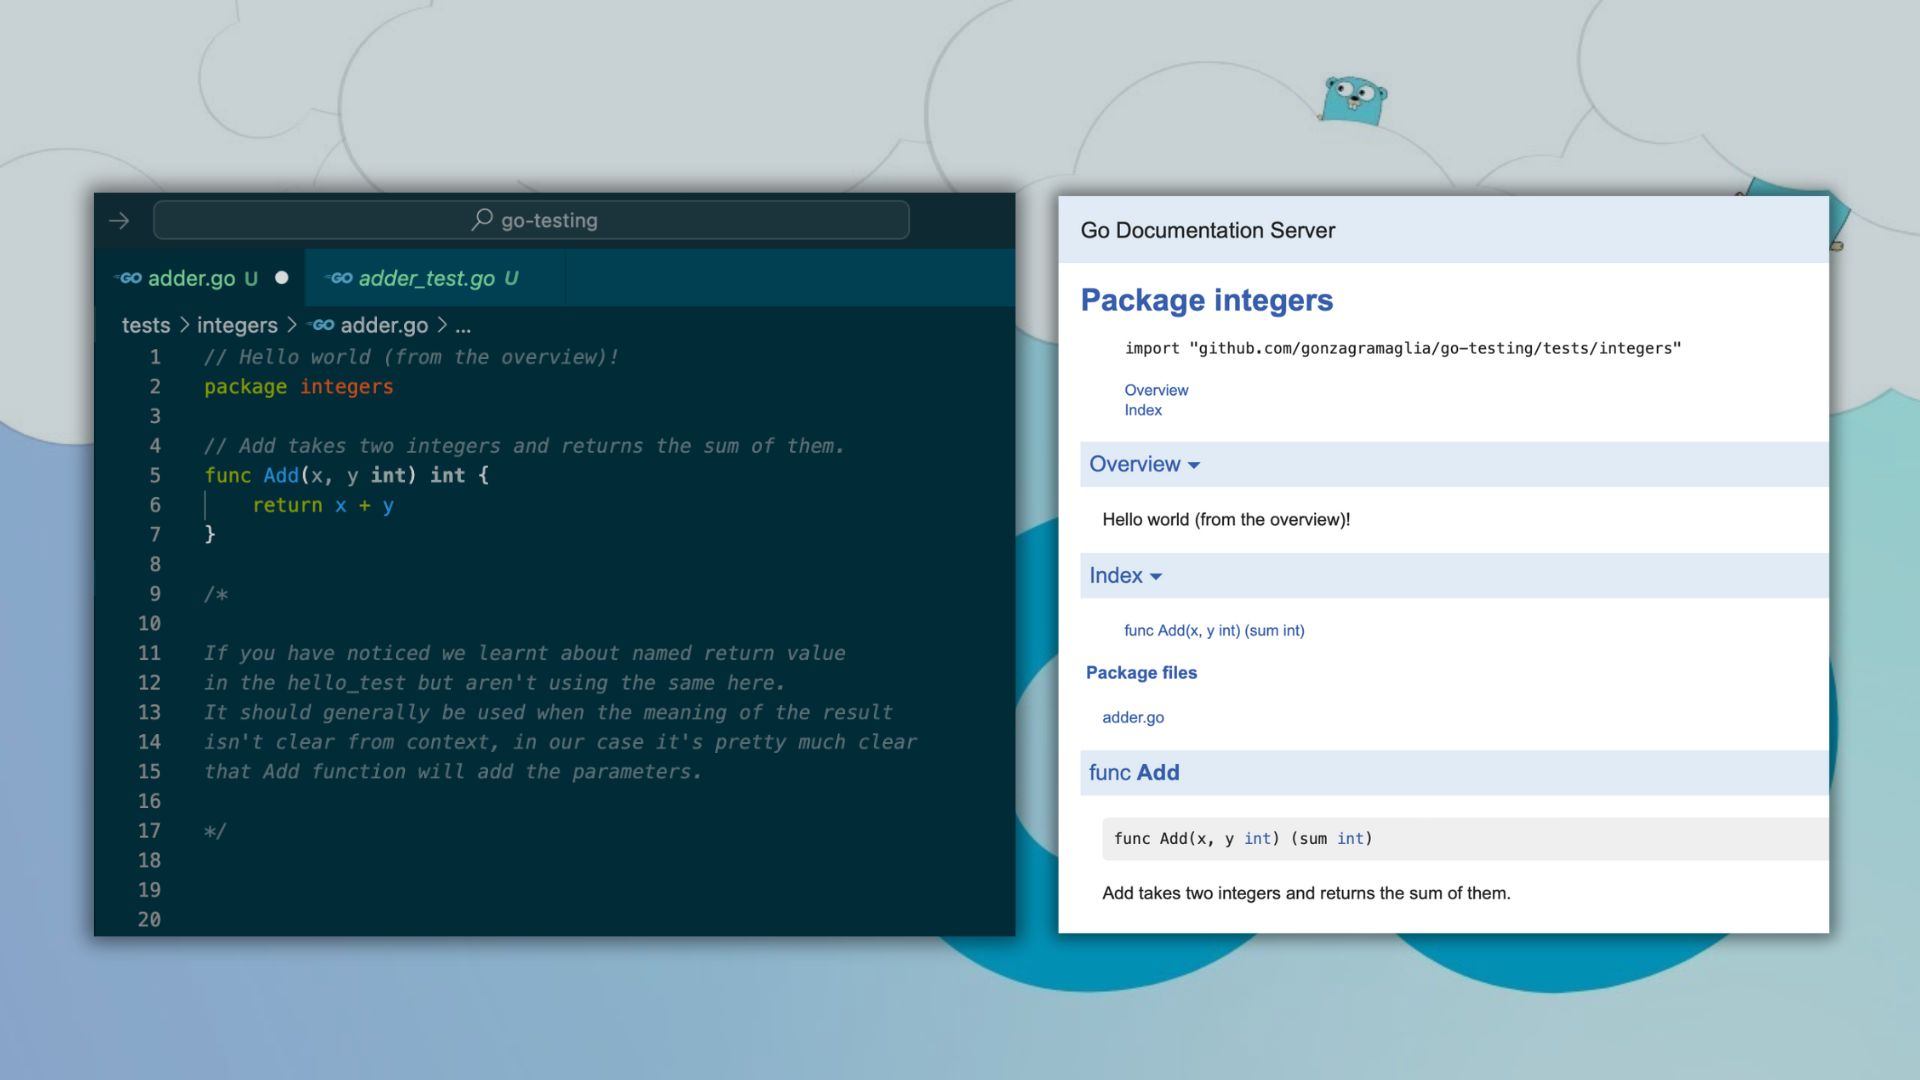 go-testing
GO adder.go U
GO adder_test.go U
tests > integers > GO adder.go > ...
1 // Hello world (from the overview)!
2 package integers
3
4 // Add takes two integers and returns the sum of them.
5 func Add(x, y int) int {
6 return x + y
7 }
8
9 /*
10
11 If you have noticed we learnt about named return value
12 in the hello_test but aren't using the same here.
13 It should generally be used when the meaning of the result
14 isn't clear from context, in our case it's pretty much clear
15 that Add function will add the parameters.
16
17 */
18
19
20
Go Documentation Server
Package integers
import "github.com/gonzagramaglia/go-testing/tests/integers"
Overview
Index
Overview
Hello world (from the overview)!
Index
func Add(x, y int) (sum int)
Package files
adder.go
func Add
func Add(x, y int) (sum int)
Add takes two integers and returns the sum of them.